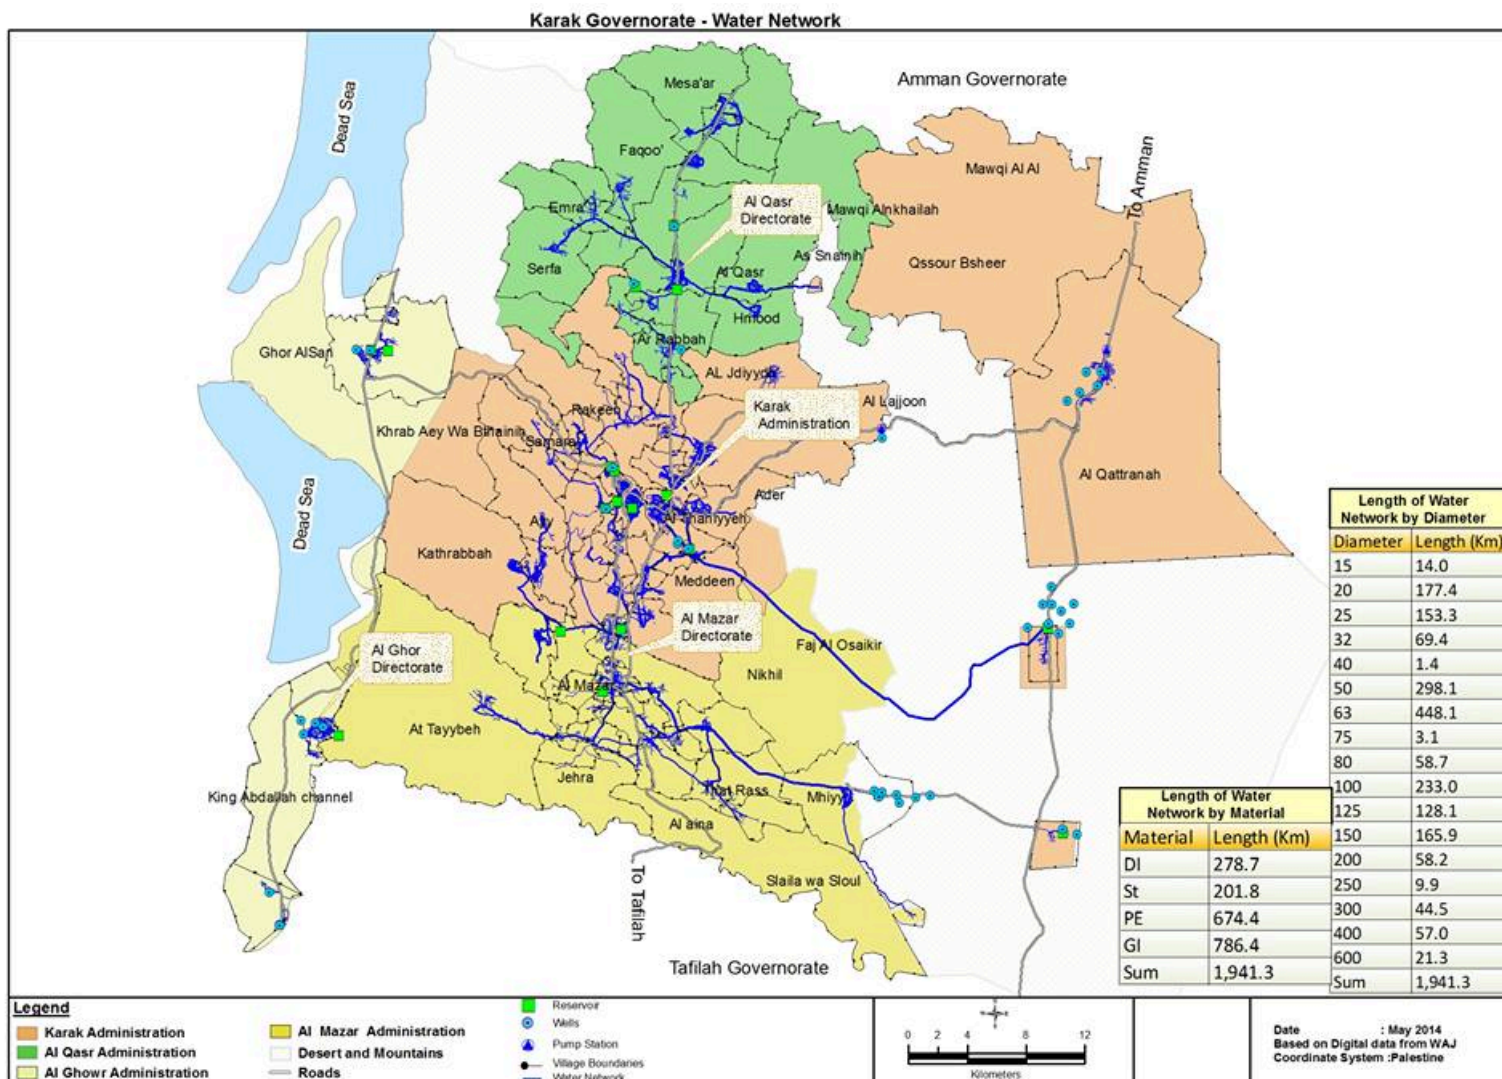 Karak Governorate - Water Network
Amman Governorate
Dead Sea
Mesa'ar
Faqoo'
Mawqi Al Al
To Amman
Emra'
Al Qasr
Directorate
Mawqi Alnkhailah
As Snainih
Serfa
Al Qasr
Qssour Bsheer
Hmood
Ghor AlSafi
Ar Rabbah
AL Jdiyydh
Rakeen
Al Lajjoon
Karak
Administration
Khrab Aey Wa Bthainih
Samara
Al Qattranah
Ader
Dead Sea
Aiy
Al Thaniyyeh
Kathrabbah
Meddeen
Al Mazar
Directorate
Faj Al Osaikir
Al Ghor
Directorate
Nikhil
Al Mazar
At Tayybeh
Jehra
King Abdallah channel
That Rass
Mhiyy
Al aina
Slaila wa Sloul
To Tafilah
Tafilah Governorate
Length of Water
Network by Diameter
Diameter Length (Km)
15 14.0
20 177.4
25 153.3
32 69.4
40 1.4
50 298.1
63 448.1
75 3.1
80 58.7
100 233.0
125 128.1
150 165.9
200 58.2
250 9.9
300 44.5
400 57.0
600 21.3
Sum 1,941.3
Length of Water
Network by Material
Material Length (Km)
DI 278.7
St 201.8
PE 674.4
GI 786.4
Sum 1,941.3
Legend
Karak Administration
Al Qasr Administration
Al Ghowr Administration
Al Mazar Administration
Desert and Mountains
Roads
Reservoir
Wells
Pump Station
Village Boundaries
Water Network
0 2 4 8 12
Kilometers
Date : May 2014
Based on Digital data from WAJ
Coordinate System :Palestine